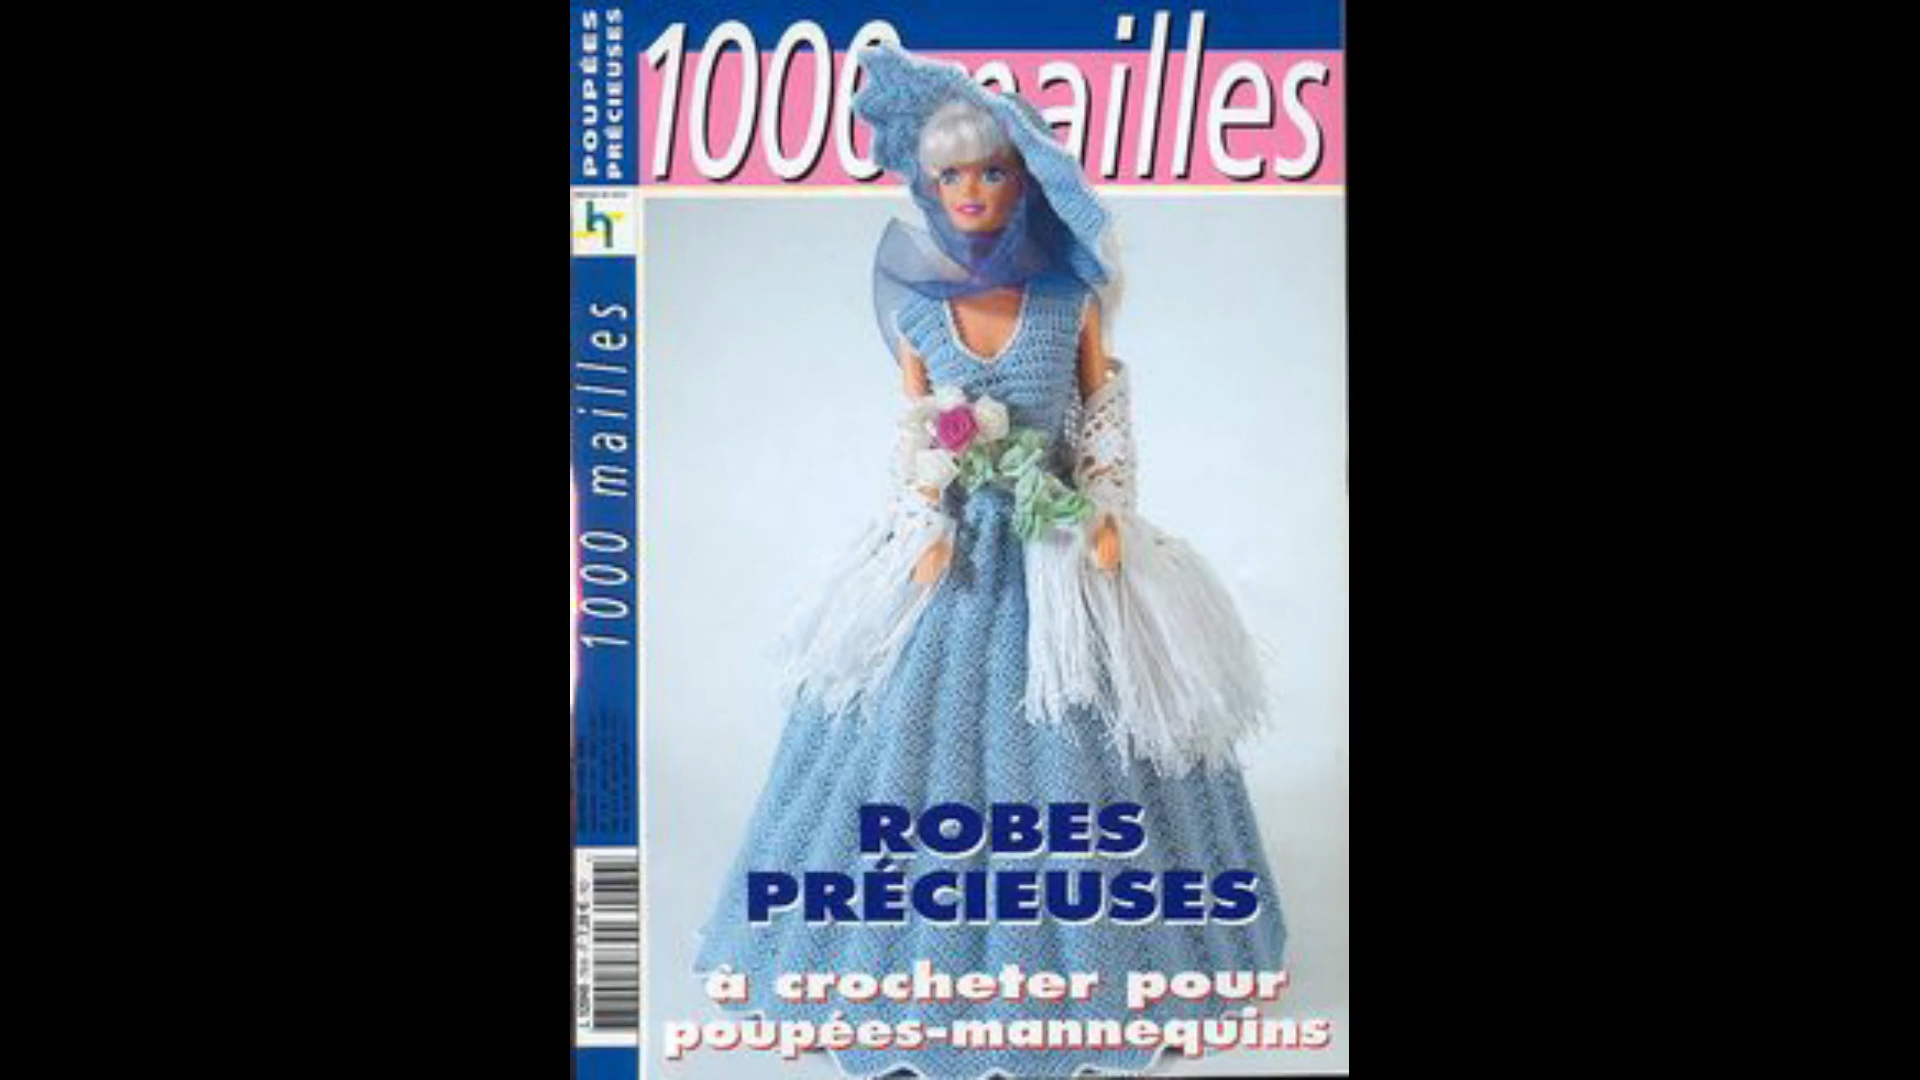 POUPÉES
PRÉCIEUSES
1000 mailles
1000 mailles
ROBES
PRÉCIEUSES
à crocheter pour
poupées-mannequins